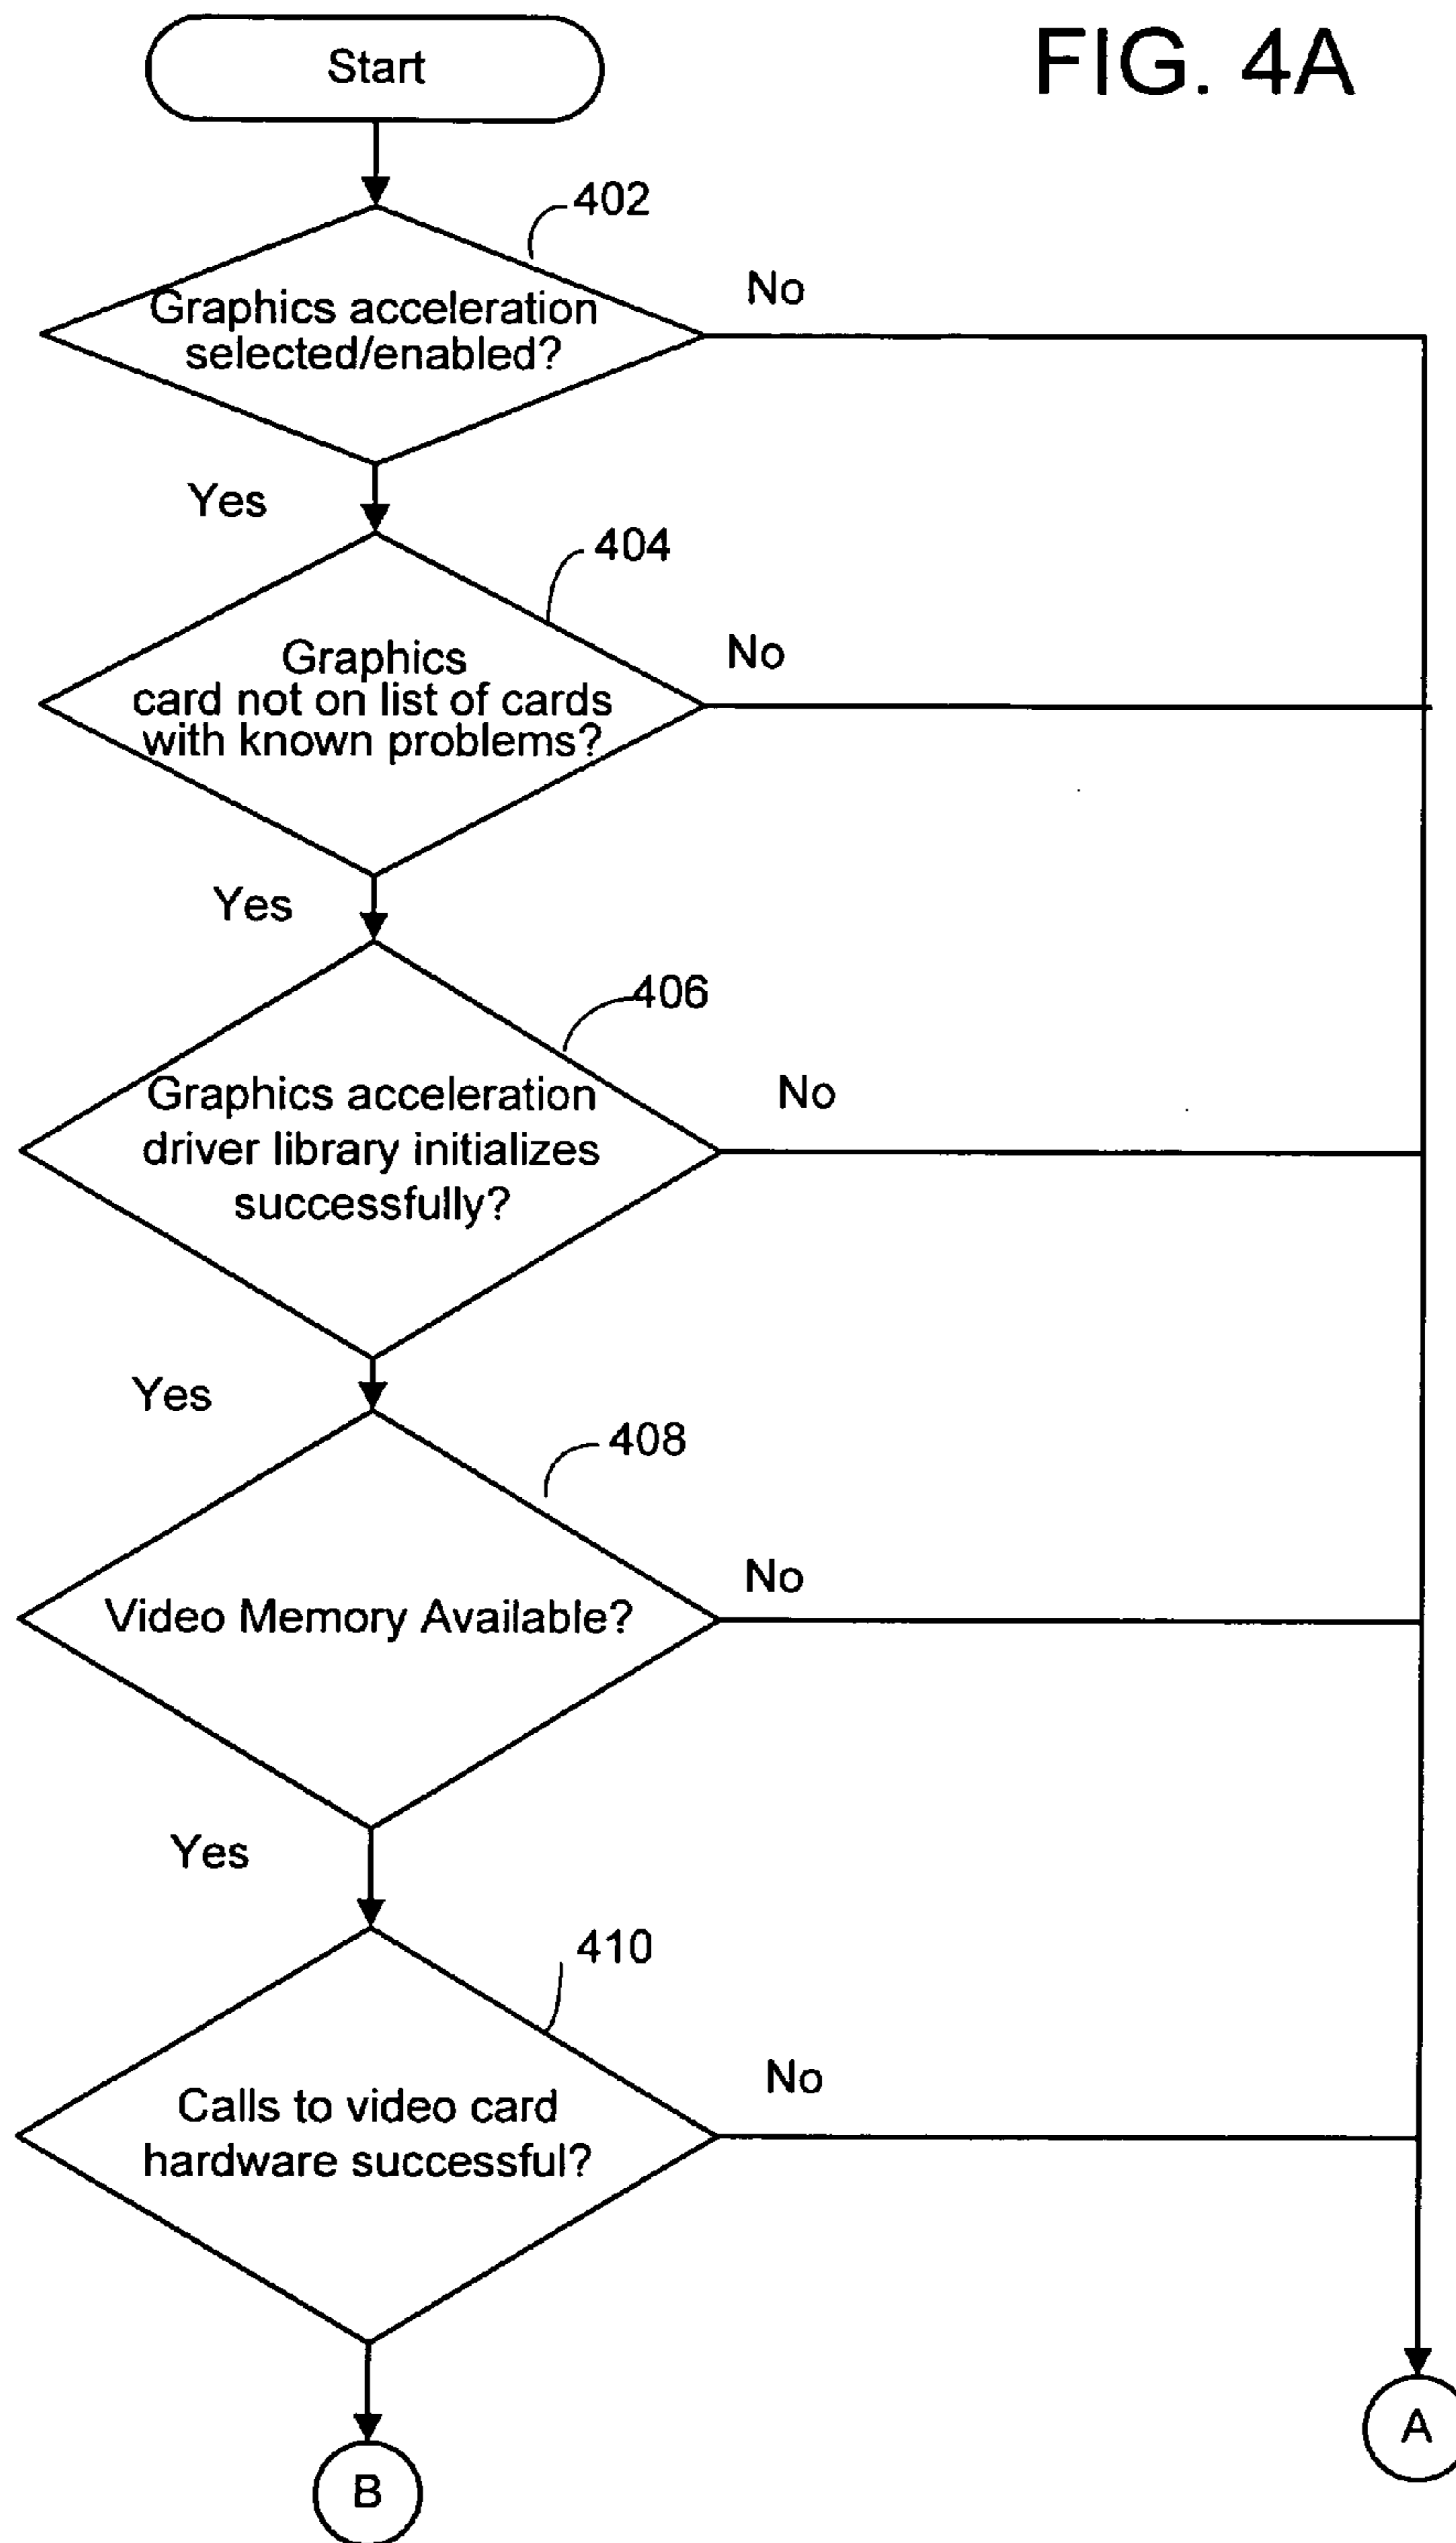 FIG. 4A
Start
402
Graphics acceleration
selected/enabled?
No
Yes
404
Graphics
card not on list of cards
with known problems?
No
Yes
406
Graphics acceleration
driver library initializes
successfully?
No
Yes
408
Video Memory Available?
No
Yes
410
Calls to video card
hardware successful?
No
A
B